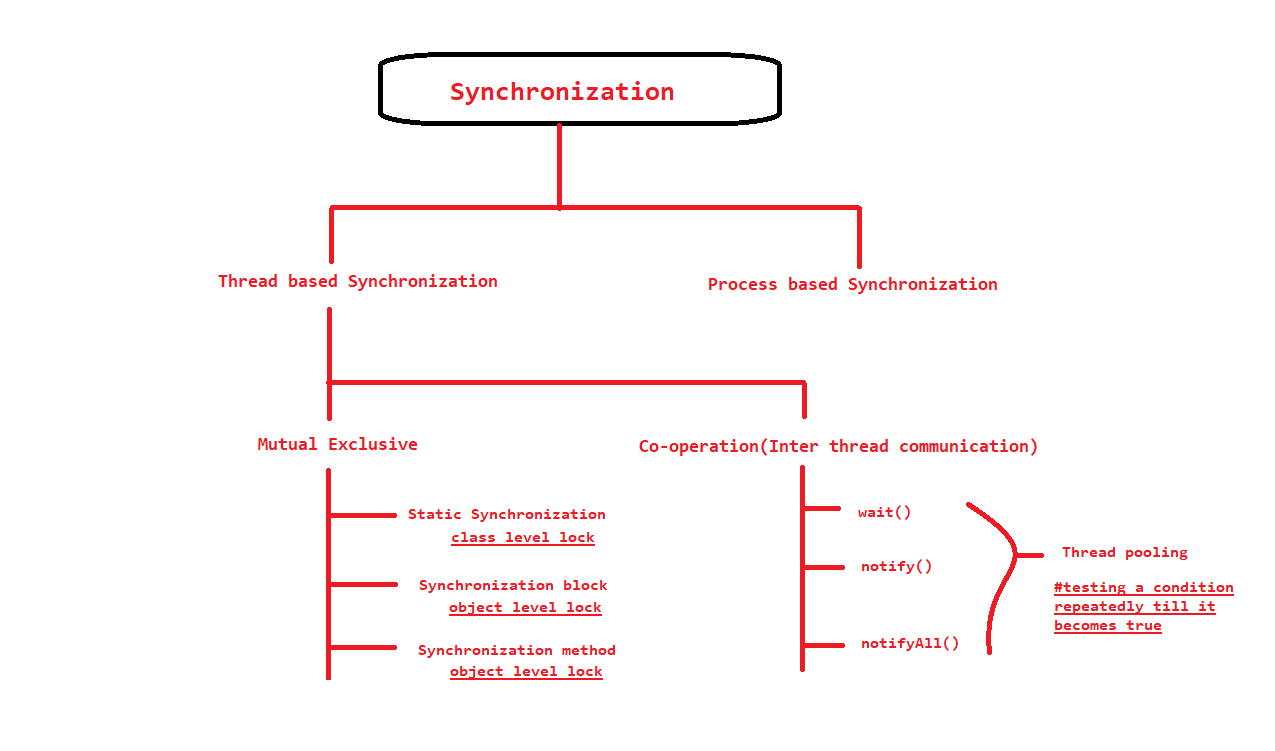 Synchronization
Thread based Synchronization
Process based Synchronization
Mutual Exclusive
Co-operation(Inter thread communication)
Static Synchronization
class level lock
Synchronization block
object level lock
Synchronization method
object level lock
wait()
notify()
notifyAll()
Thread pooling
#testing a condition
repeatedly till it
becomes true